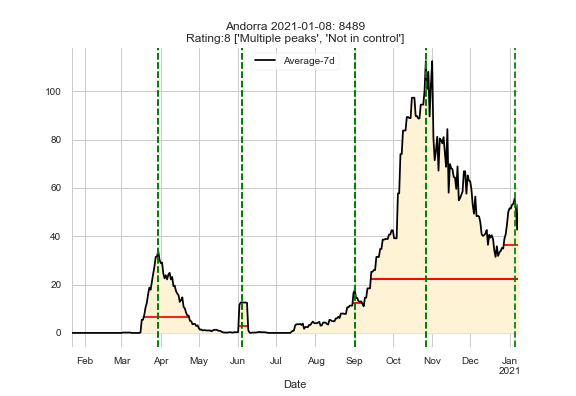 Andorra 2021-01-08: 8489
Rating:8 ['Multiple peaks', 'Not in control']
Average-7d
100
80
60
40
20
0
Feb Mar Apr May Jun Jul Aug Sep Oct Nov Dec Jan
2021
Date